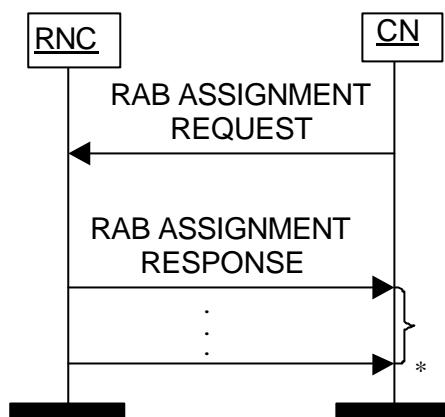 RNC
CN
RAB ASSIGNMENT
REQUEST
RAB ASSIGNMENT
RESPONSE
.
.
.
*